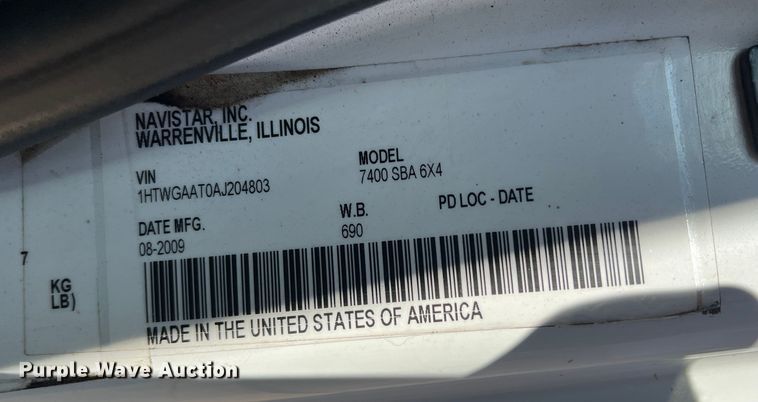 NAVISTAR, INC.
WARRENVILLE, ILLINOIS
VIN
1HTWGAAT0AJ204803
MODEL
7400 SBA 6X4
DATE MFG.
08-2009
W.B.
690
PD LOC - DATE
7
KG
LB)
MADE IN THE UNITED STATES OF AMERICA
Purple Wave Auction